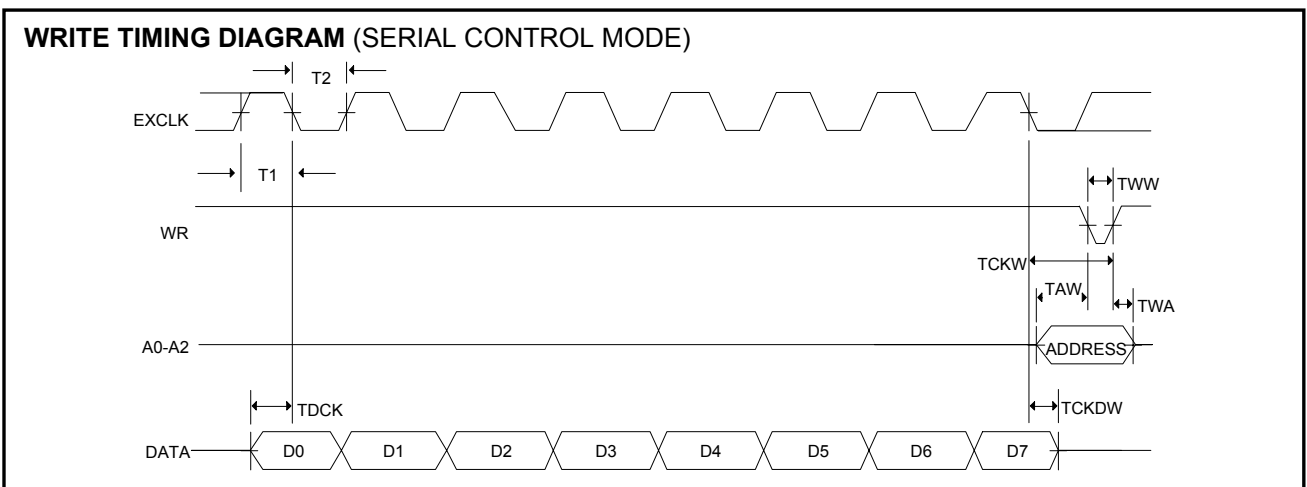 WRITE TIMING DIAGRAM (SERIAL CONTROL MODE)
T2
EXCLK
T1
TWW
WR
TCKW
TAW
TWA
A0-A2
ADDRESS
TDCK
TCKDW
DATA
D0 D1 D2 D3 D4 D5 D6 D7